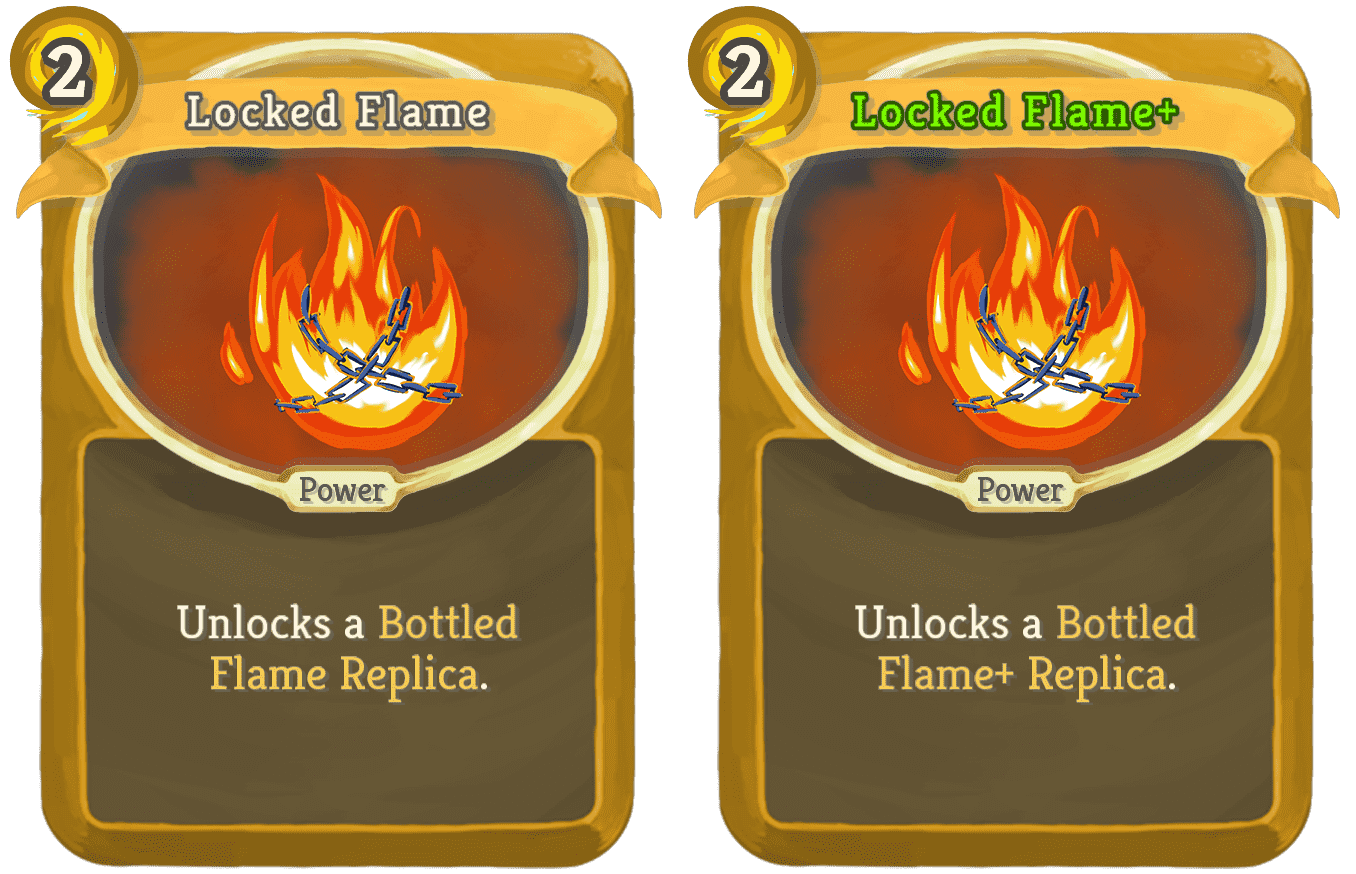 2
Locked Flame
Power
Unlocks a Bottled
Flame Replica.
2
Locked Flame+
Power
Unlocks a Bottled
Flame+ Replica.